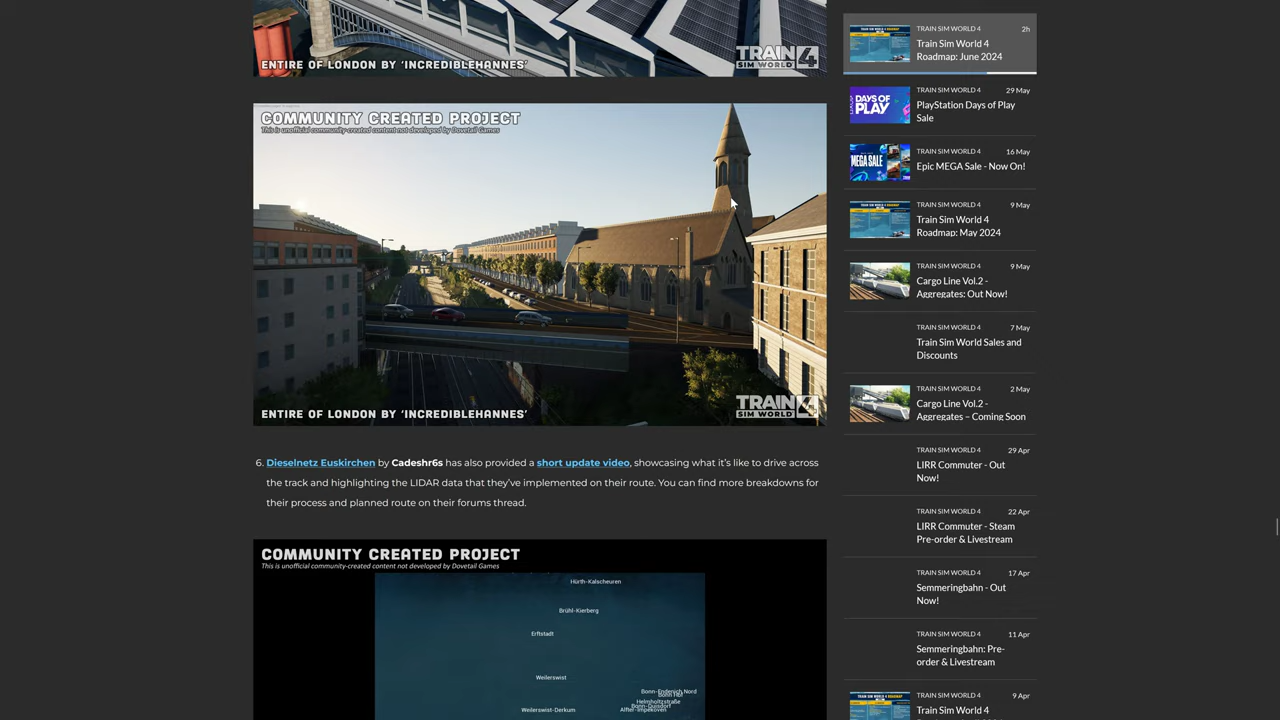 ENTIRE OF LONDON BY 'INCREDIBLEHANNES'
TRAIN
SIM WORLD 4
COMMUNITY CREATED PROJECT
This is unofficial community-created content not developed by Dovetail Games
ENTIRE OF LONDON BY 'INCREDIBLEHANNES'
TRAIN
SIM WORLD 4
6. Dieselnetz Euskirchen by Cadeshr6s has also provided a short update video, showcasing what it's like to drive across
the track and highlighting the LIDAR data that they've implemented on their route. You can find more breakdowns for
their process and planned route on their forums thread.
COMMUNITY CREATED PROJECT
This is unofficial community-created content not developed by Dovetail Games
Hürth-Kalscheuren
Brühl-Kierberg
Erftstadt
Weilerswist
Bonn-Endenich Nord
Bonn Hbf
Helmholtzstraße
Bonn-Duisdorf
Weilerswist-Derkum
Alfter-Impekoven
TRAIN SIM WORLD 4
2h
Train Sim World 4
Roadmap: June 2024
DAYS OF
PLAY
TRAIN SIM WORLD 4
29 May
PlayStation Days of Play
Sale
MEGA SALE
TRAIN SIM WORLD 4
16 May
Epic MEGA Sale - Now On!
TRAIN SIM WORLD 4
9 May
Train Sim World 4
Roadmap: May 2024
TRAIN SIM WORLD 4
9 May
Cargo Line Vol.2 -
Aggregates: Out Now!
TRAIN SIM WORLD 4
7 May
Train Sim World Sales and
Discounts
TRAIN SIM WORLD 4
2 May
Cargo Line Vol.2 -
Aggregates – Coming Soon
TRAIN SIM WORLD 4
29 Apr
LIRR Commuter - Out
Now!
TRAIN SIM WORLD 4
22 Apr
LIRR Commuter - Steam
Pre-order & Livestream
TRAIN SIM WORLD 4
17 Apr
Semmeringbahn - Out
Now!
TRAIN SIM WORLD 4
11 Apr
Semmeringbahn: Pre-
order & Livestream
TRAIN SIM WORLD 4
9 Apr
Train Sim World 4